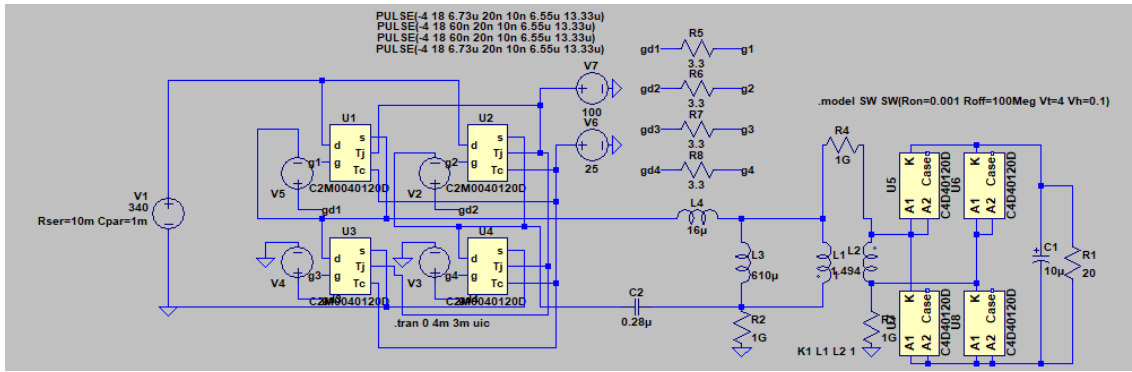 PULSE(-4 18 6.73u 20n 10n 6.55u 13.33u)
PULSE(-4 18 60n 20n 10n 6.55u 13.33u)
PULSE(-4 18 60n 20n 10n 6.55u 13.33u)
PULSE(-4 18 6.73u 20n 10n 6.55u 13.33u)
R5
gd1 g1
3.3
R6
gd2 g2
3.3
R7
gd3 g3
3.3
R8
gd4 g4
3.3
V7
100
V6
25
.model SW SW(Ron=0.001 Roff=100Meg Vt=4 Vh=0.1)
U1
d s
g1 g Tj
Tc
C2M0040120D
V5
gd1
U2
d s
g2 g Tj
Tc
C2M0040120D
V2
gd2
V1
340
Rser=10m Cpar=1m
U3
d s
g3 g Tj
Tc
C2M0040120D
V4
U4
d s
g4 g Tj
Tc
C2M0040120D
V3
.tran 0 4m 3m uic
C2
0.28µ
L4
16µ
L3
610µ
R2
1G
R4
1G
L1
L2
1G
K1 L1 L2 1
U5
K Case
A1 A2
C4D40120D
U6
K Case
A1 A2
C4D40120D
K Case
A1 A2
C4D40120D
U8
K Case
A1 A2
C4D40120D
C1
10µ
R1
20